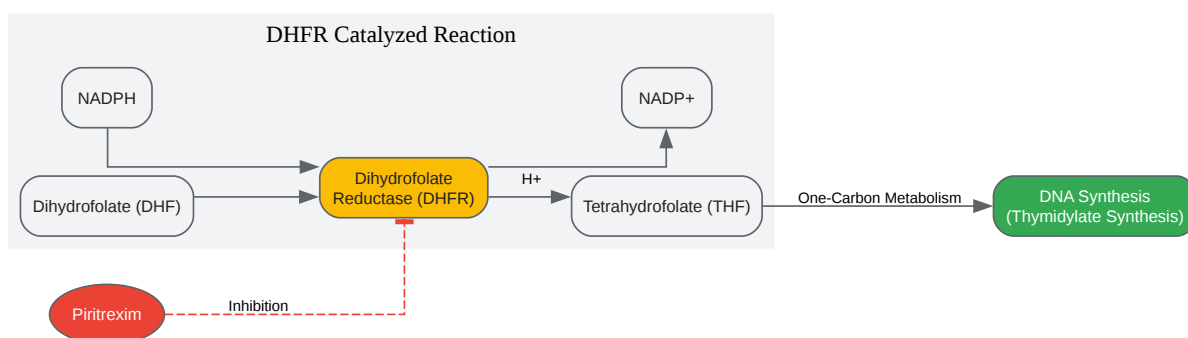 DHFR Catalyzed Reaction
NADPH
NADP+
Dihydrofolate
Reductase (DHFR)
H+
Dihydrofolate (DHF)
Tetrahydrofolate (THF)
One-Carbon Metabolism
DNA Synthesis
(Thymidylate Synthesis)
Piritrexim
Inhibition